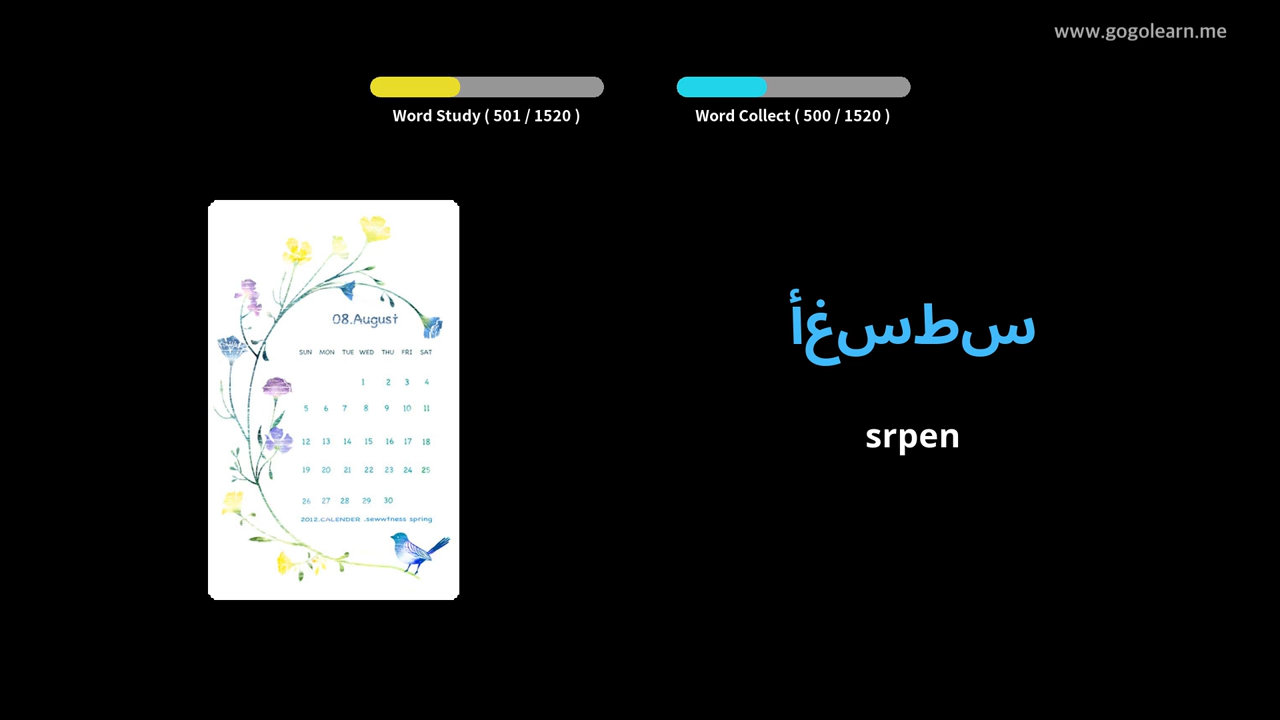 www.gogolearn.me
Word Study ( 501 / 1520 )
Word Collect ( 500 / 1520 )
08.August
SUN MON TUE WED THU FRI SAT
1 2 3 4
5 6 7 8 9 10 11
12 13 14 15 16 17 18
19 20 21 22 23 24 25
26 27 28 29 30
2012.CALENDER .sewwtness spring
سطسغأ
srpen